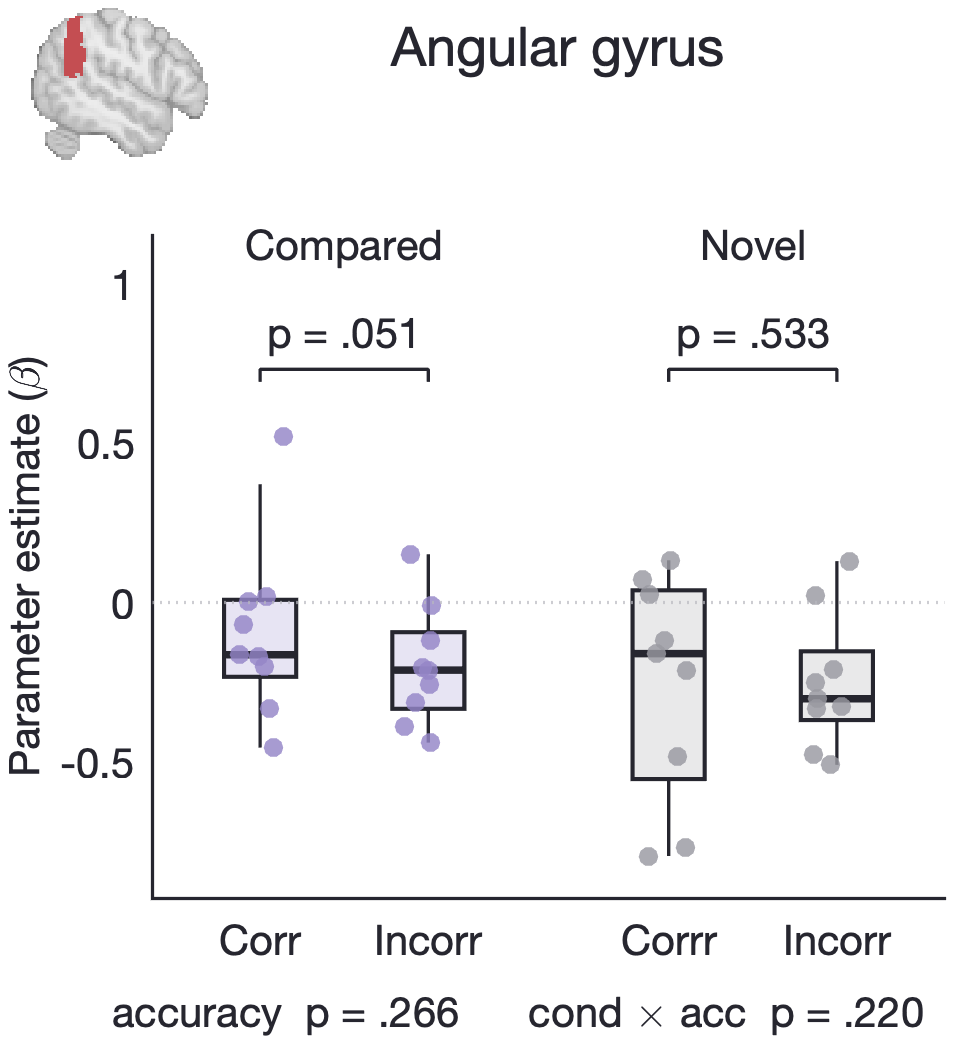 Angular gyrus
Compared
Novel
p = .051
p = .533
1
0.5
0
-0.5
Parameter estimate (β)
Corr
Incorr
Corrr
Incorr
accuracy p = .266
cond × acc p = .220